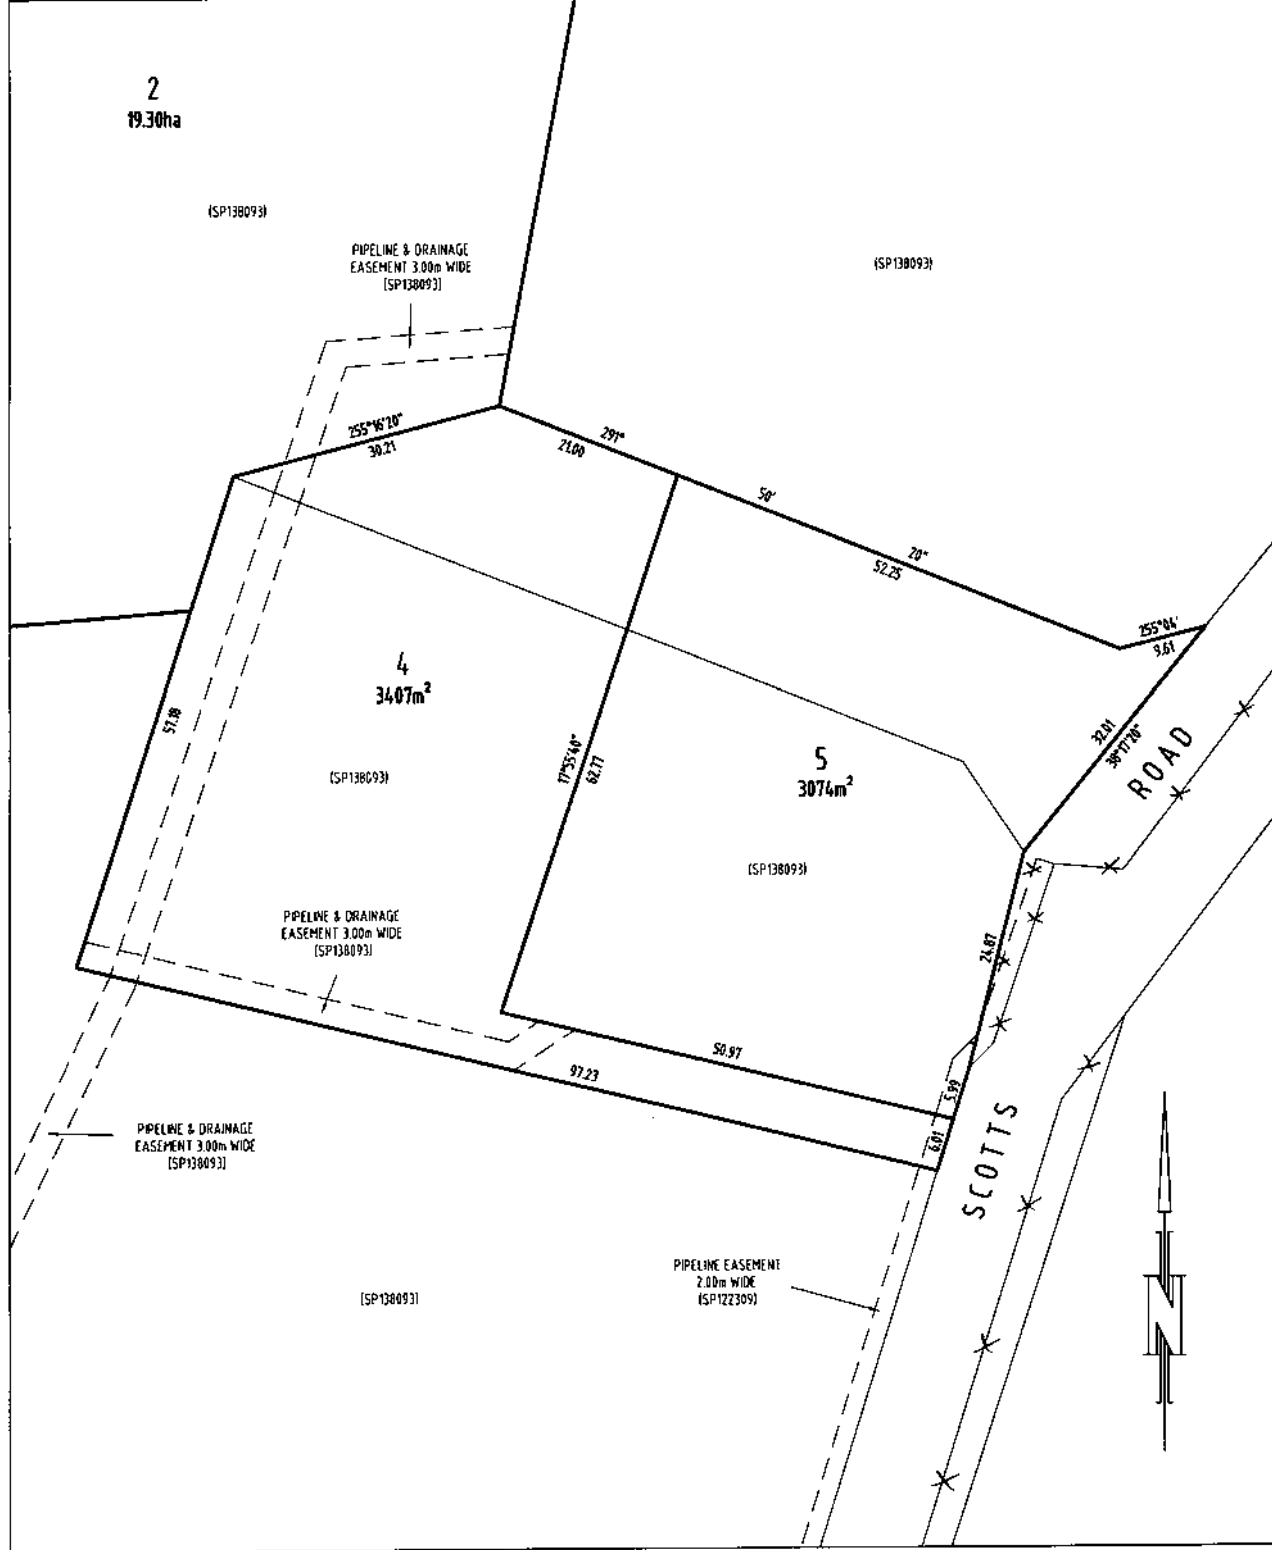 2
19.30ha
(SP138093)
PIPELINE & DRAINAGE
EASEMENT 3.00m WIDE
[SP138093]
(SP138093)
255°16'20"
30.21
291°
21.00
50'
20"
52.25
255°04'
9.61
4
3407m²
57.18
(SP138093)
17°55'40"
62.77
5
3074m²
(SP138093)
32.01
38°17'20"
ROAD
PIPELINE & DRAINAGE
EASEMENT 3.00m WIDE
[SP138093]
24.87
50.97
97.23
5.99
6.01
SCOTTS
PIPELINE & DRAINAGE
EASEMENT 3.00m WIDE
[SP138093]
PIPELINE EASEMENT
2.00m WIDE
(SP122309)
[SP138093]
N